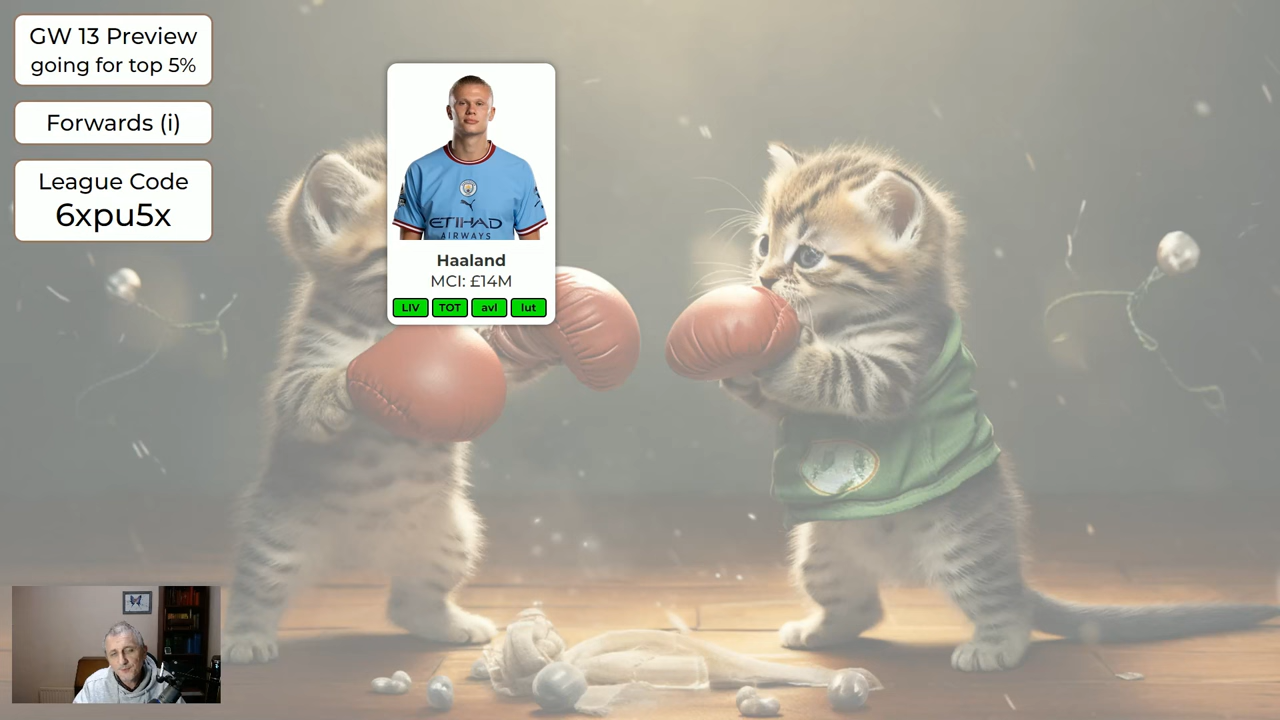 GW 13 Preview
going for top 5%
Forwards (i)
League Code
6xpu5x
ETIHAD
AIRWAYS
Haaland
MCI: £14M
LIV TOT avl lut